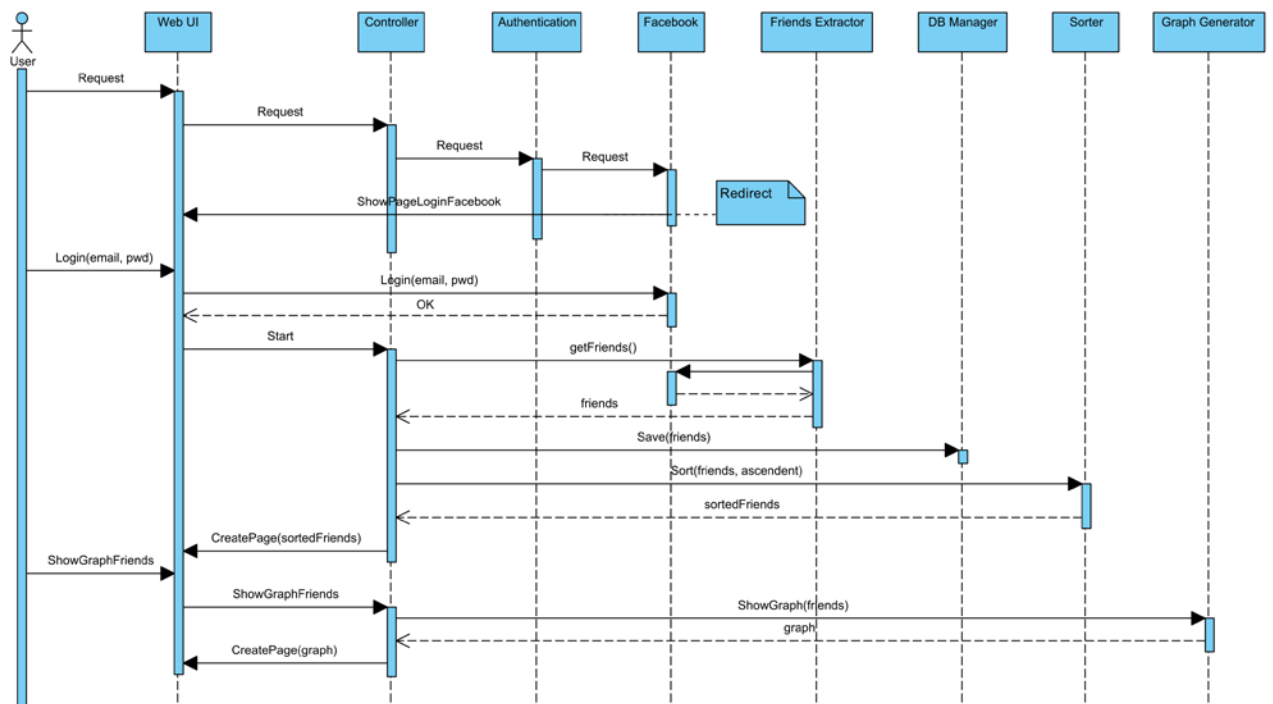 Web UI
Controller
Authentication
Facebook
Friends Extractor
DB Manager
Sorter
Graph Generator
User
Request
Request
Request
Request
Redirect
ShowPageLoginFacebook
Login(email, pwd)
Login(email, pwd)
OK
Start
getFriends()
friends
Save(friends)
Sort(friends, ascendent)
sortedFriends
CreatePage(sortedFriends)
ShowGraphFriends
ShowGraphFriends
ShowGraph(friends)
graph
CreatePage(graph)